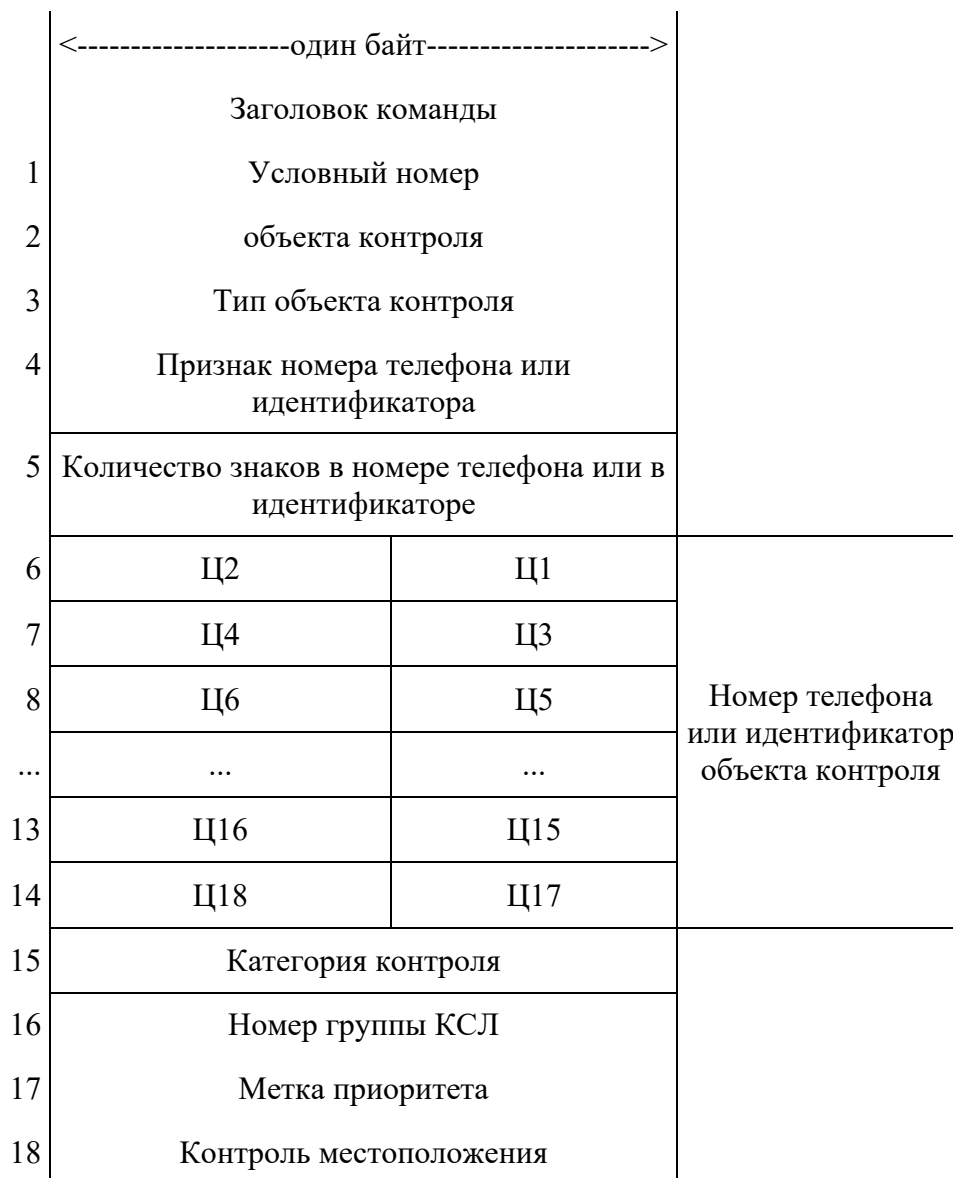 <-------------------один байт--------------------->
Заголовок команды
1 Условный номер
2 объекта контроля
3 Тип объекта контроля
4 Признак номера телефона или
идентификатора
5 Количество знаков в номере телефона или в
идентификаторе
6 Ц2 Ц1
7 Ц4 Ц3
8 Ц6 Ц5
... ... ...
13 Ц16 Ц15
14 Ц18 Ц17
Номер телефона
или идентификатор
объекта контроля
15 Категория контроля
16 Номер группы КСЛ
17 Метка приоритета
18 Контроль местоположения